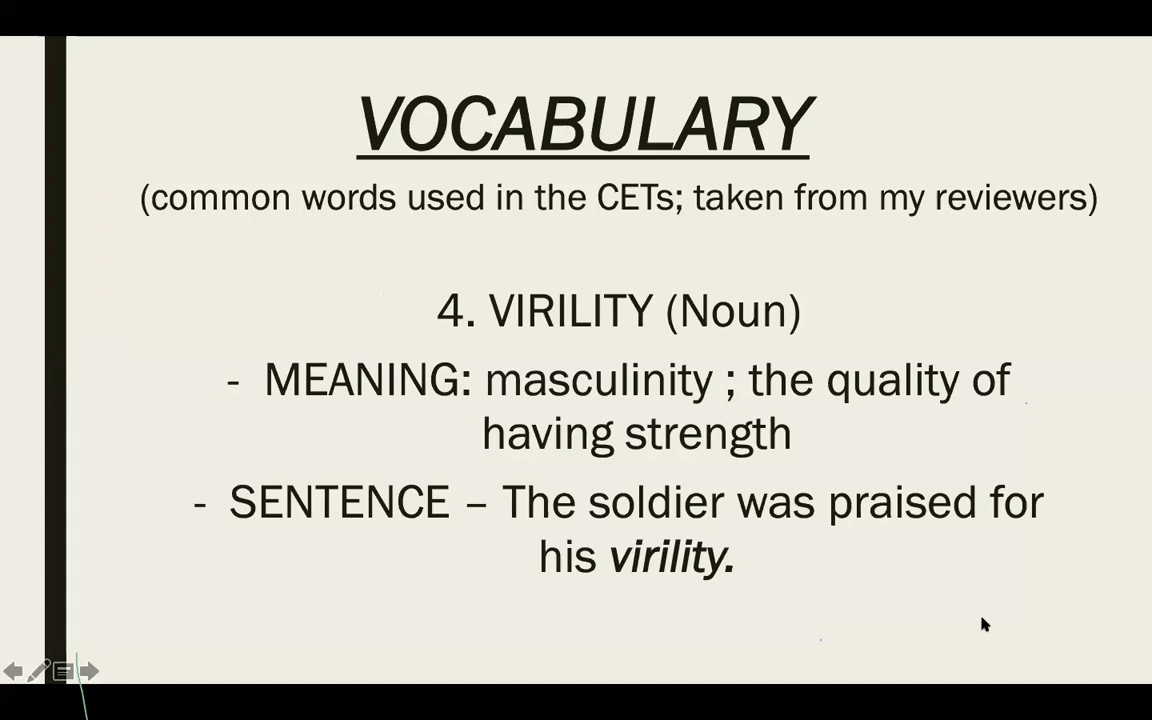 VOCABULARY
(common words used in the CETs; taken from my reviewers)
4. VIRILITY (Noun)
- MEANING: masculinity ; the quality of
having strength
- SENTENCE – The soldier was praised for
his virility.